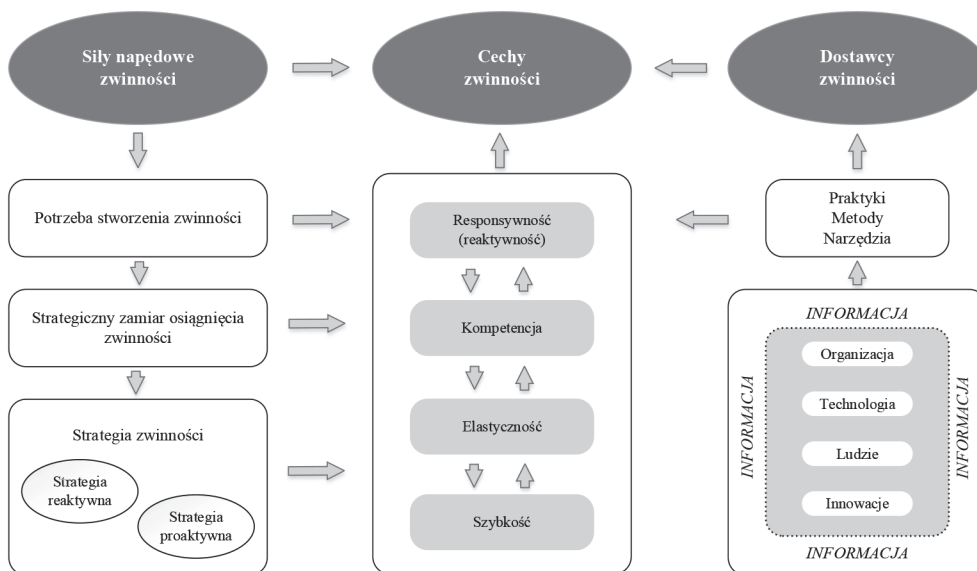 Siły napędowe
zwinności
Cechy
zwinności
Dostawcy
zwinności
Potrzeba stworzenia zwinności
Strategiczny zamiar osiągnięcia
zwinności
Strategia zwinności
Strategia
reaktywna
Strategia
proaktywna
Responsywność
(reaktywność)
Kompetencja
Elastyczność
Szybkość
Praktyki
Metody
Narzędzia
INFORMACJA
INFORMACJA
Organizacja
Technologia
Ludzie
Innowacje
INFORMACJA
INFORMACJA